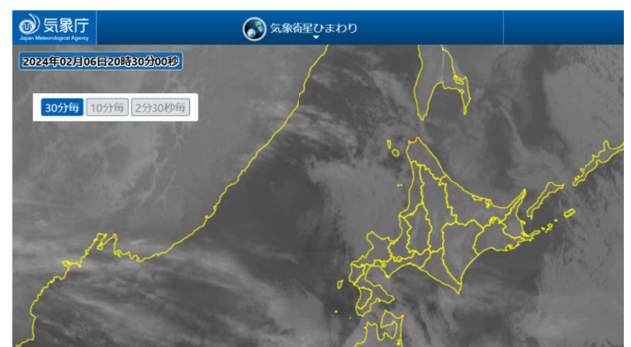 気象庁
Japan Meteorological Agency
気象衛星ひまわり
2024年02月06日20時30分00秒
30分毎
10分毎
2分30秒毎